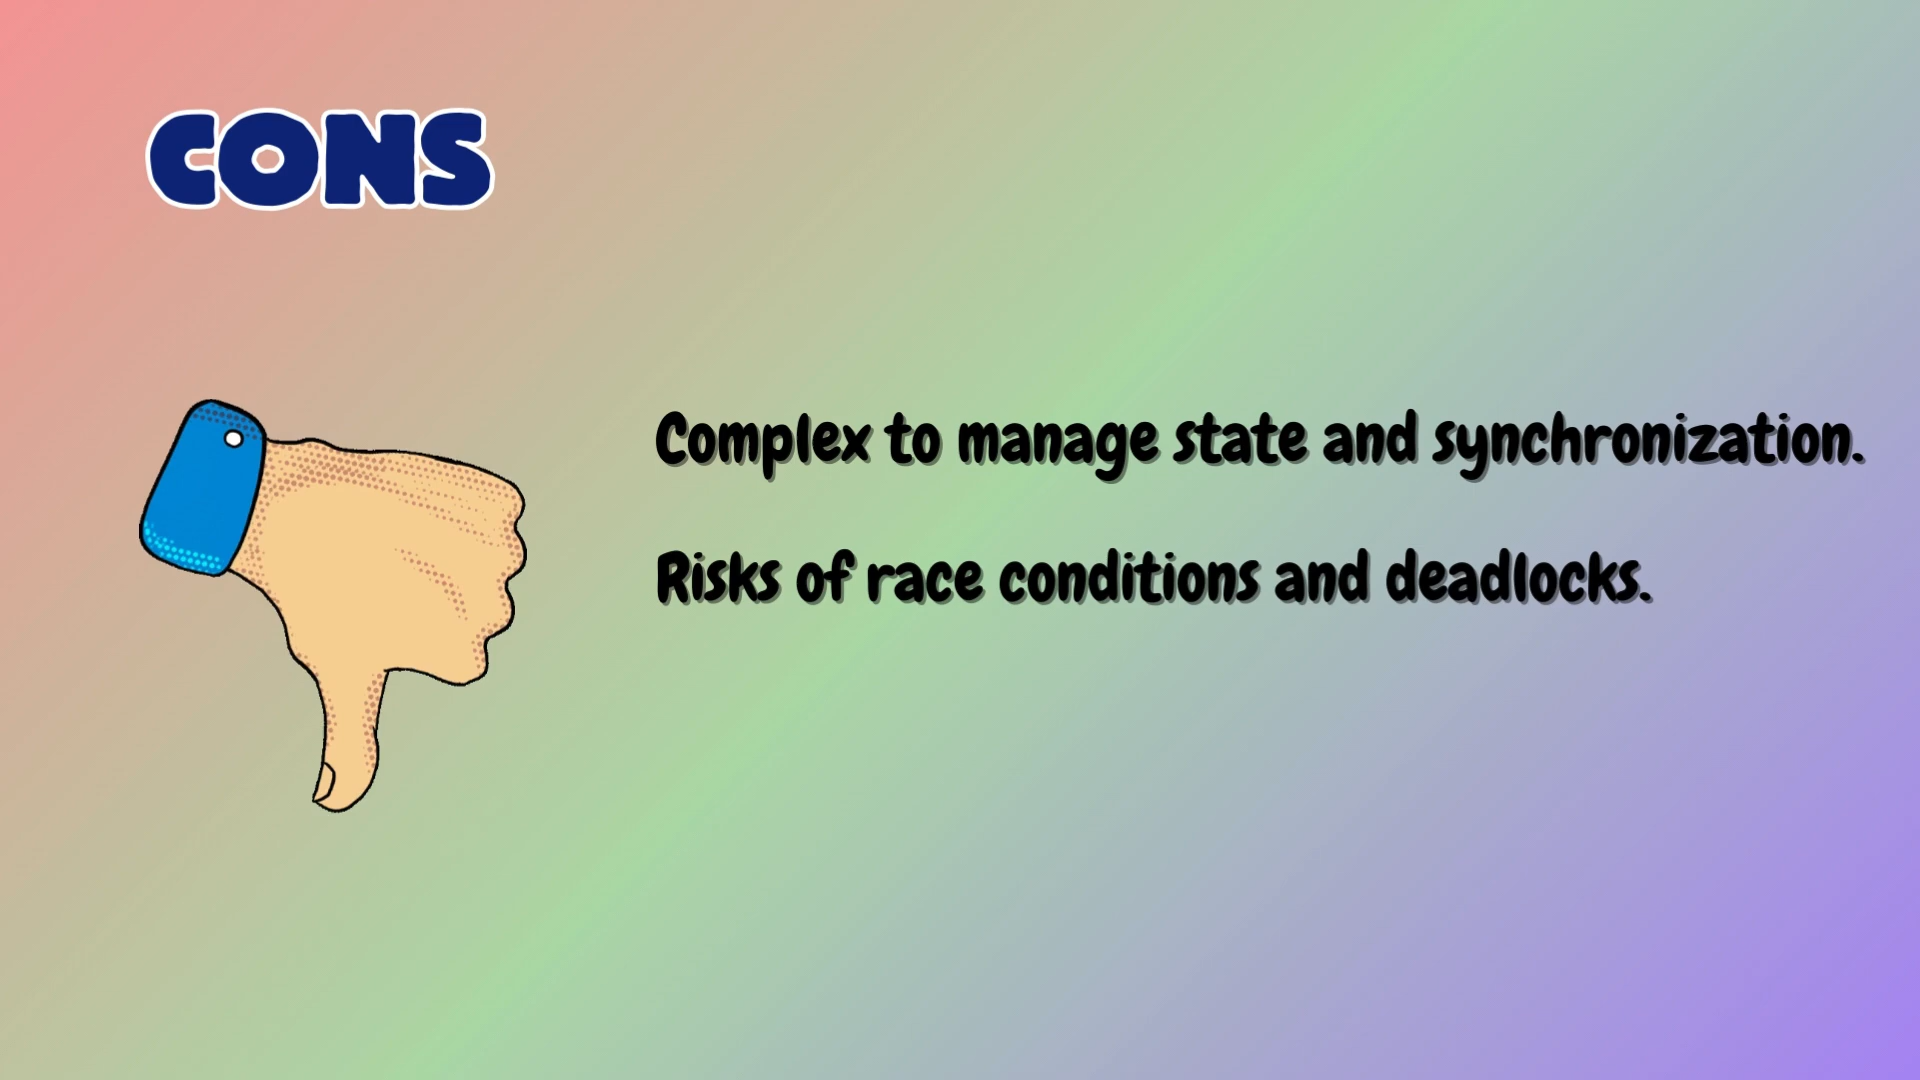 CONS
Complex to manage state and synchronization.
Risks of race conditions and deadlocks.